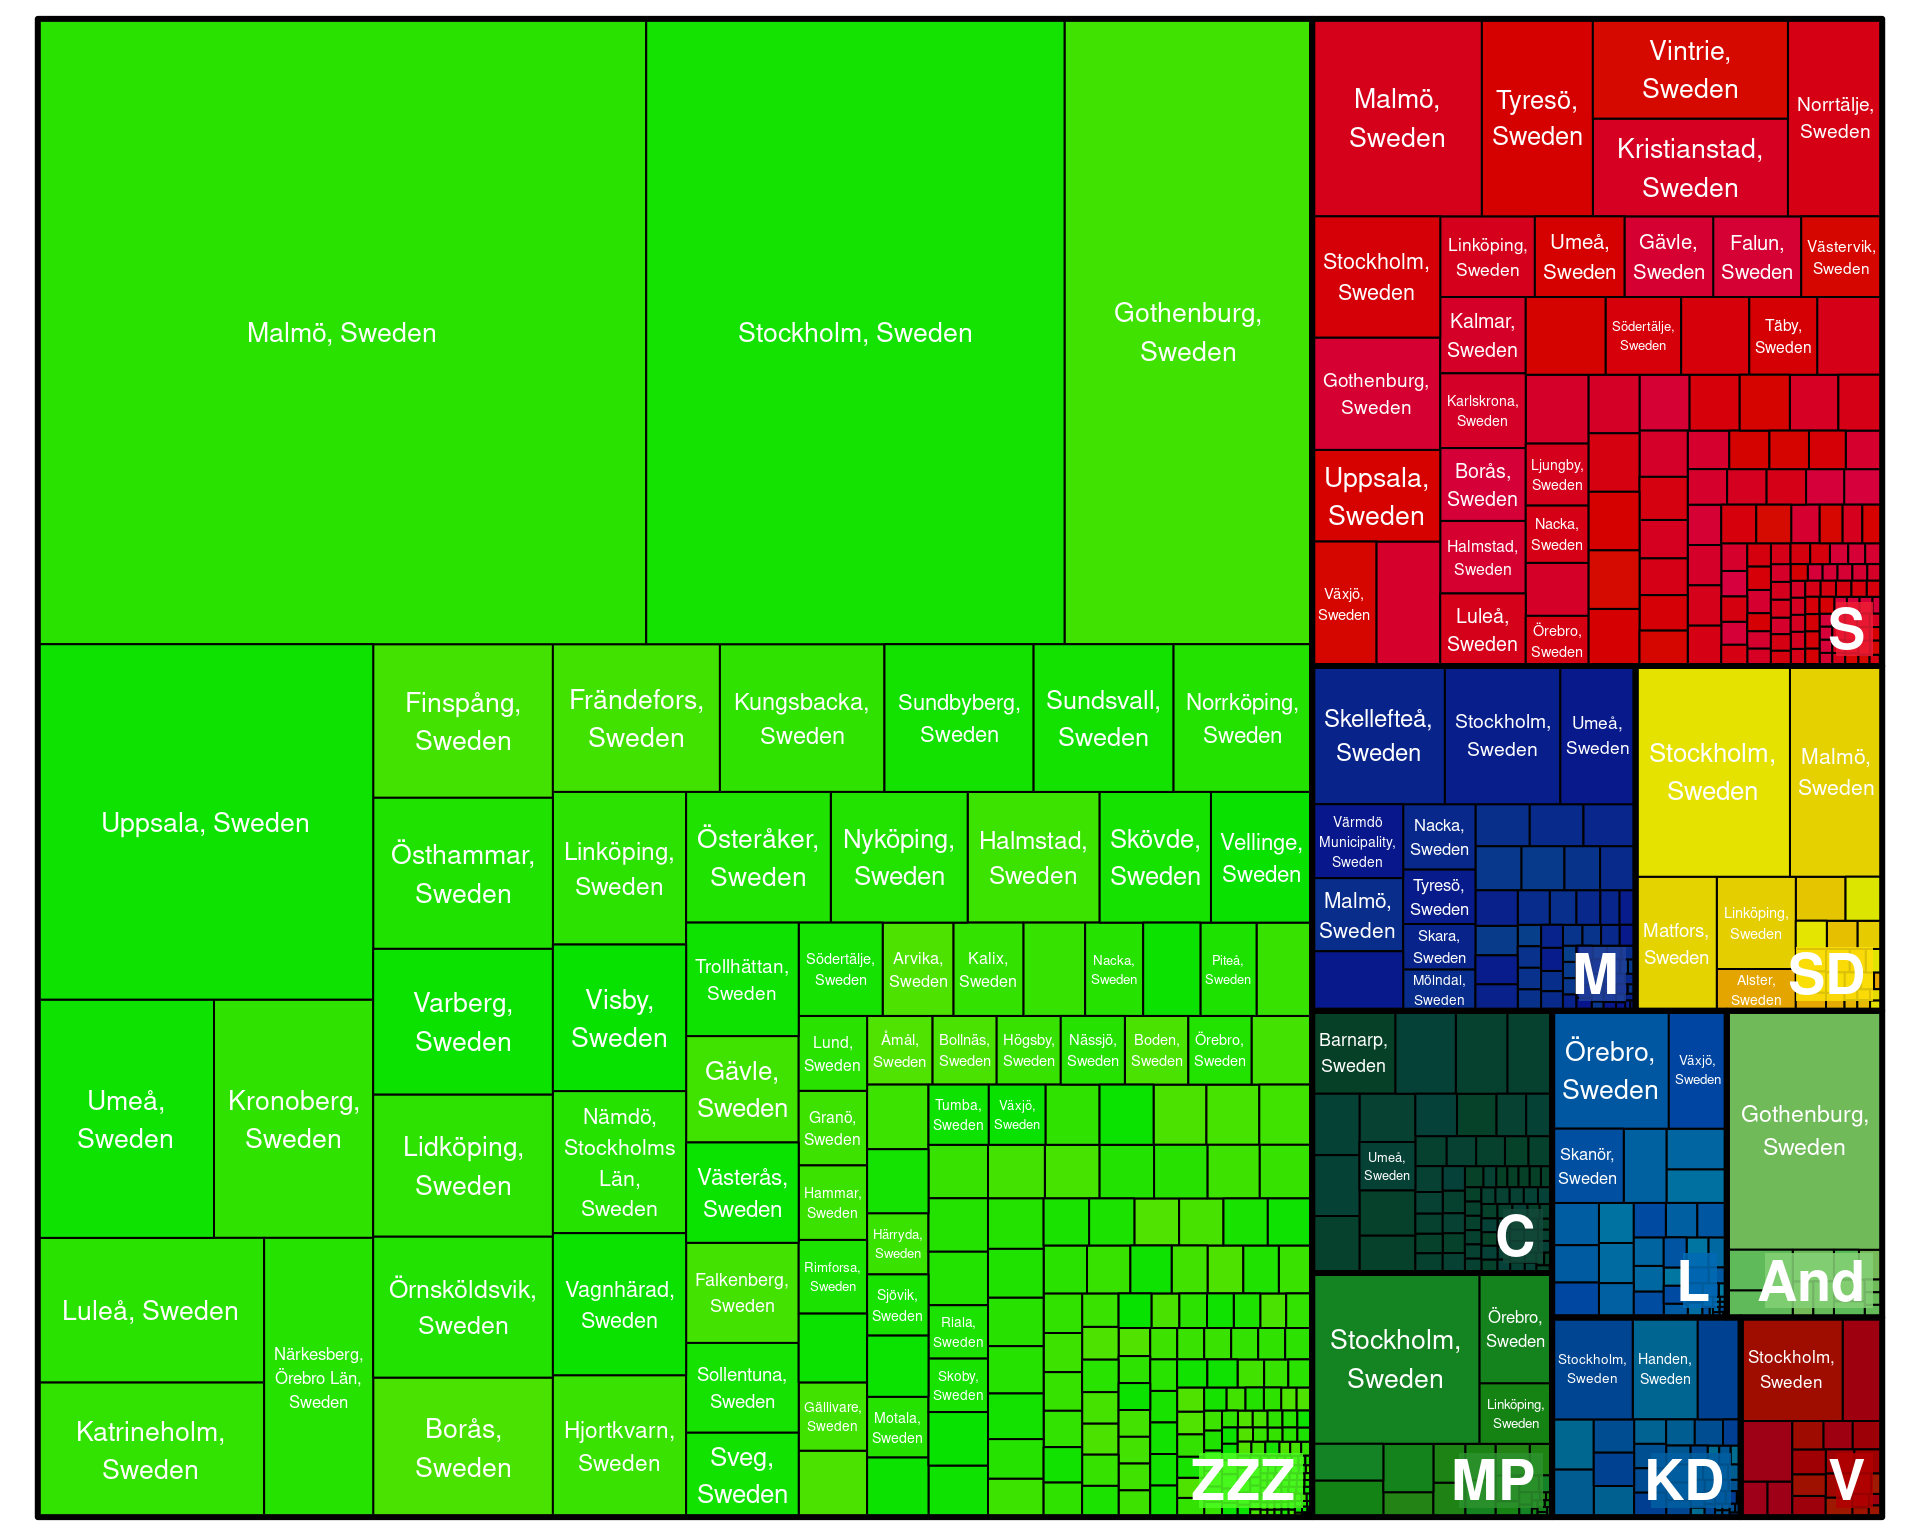 Malmö, Sweden
Stockholm, Sweden
Gothenburg,
Sweden
Uppsala, Sweden
Finspång,
Sweden
Frändefors,
Sweden
Kungsbacka,
Sweden
Sundbyberg,
Sweden
Sundsvall,
Sweden
Norrköping,
Sweden
Östhammar,
Sweden
Linköping,
Sweden
Österåker,
Sweden
Nyköping,
Sweden
Halmstad,
Sweden
Skövde,
Sweden
Vellinge,
Sweden
Varberg,
Sweden
Visby,
Sweden
Trollhättan,
Sweden
Södertälje,
Sweden
Arvika,
Sweden
Kalix,
Sweden
Nacka,
Sweden
Piteå,
Sweden
Umeå,
Sweden
Kronoberg,
Sweden
Lidköping,
Sweden
Nämdö,
Stockholms
Län,
Sweden
Gävle,
Sweden
Lund,
Sweden
Åmål,
Sweden
Bollnäs,
Sweden
Högsby,
Sweden
Nässjö,
Sweden
Boden,
Sweden
Örebro,
Sweden
Granö,
Sweden
Tumba,
Sweden
Växjö,
Sweden
Västerås,
Sweden
Hammar,
Sweden
Härryda,
Sweden
Luleå, Sweden
Närkesberg,
Örebro Län,
Sweden
Örnsköldsvik,
Sweden
Vagnhärad,
Sweden
Falkenberg,
Sweden
Rimforsa,
Sweden
Sjövik,
Sweden
Riala,
Sweden
Sollentuna,
Sweden
Skoby,
Sweden
Katrineholm,
Sweden
Borås,
Sweden
Hjortkvarn,
Sweden
Sveg,
Sweden
Gällivare,
Sweden
Motala,
Sweden
ZZZ
Malmö,
Sweden
Tyresö,
Sweden
Vintrie,
Sweden
Kristianstad,
Sweden
Norrtälje,
Sweden
Stockholm,
Sweden
Linköping,
Sweden
Umeå,
Sweden
Gävle,
Sweden
Falun,
Sweden
Västervik,
Sweden
Kalmar,
Sweden
Södertälje,
Sweden
Täby,
Sweden
Gothenburg,
Sweden
Karlskrona,
Sweden
Uppsala,
Sweden
Borås,
Sweden
Ljungby,
Sweden
Halmstad,
Sweden
Nacka,
Sweden
Växjö,
Sweden
Luleå,
Sweden
Örebro,
Sweden
S
Skellefteå,
Sweden
Stockholm,
Sweden
Umeå,
Sweden
Värmdö
Municipality,
Sweden
Nacka,
Sweden
Malmö,
Sweden
Tyresö,
Sweden
Skara,
Sweden
Mölndal,
Sweden
M
Stockholm,
Sweden
Malmö,
Sweden
Matfors,
Sweden
Linköping,
Sweden
Alster,
Sweden
SD
Barnarp,
Sweden
Umeå,
Sweden
C
Örebro,
Sweden
Växjö,
Sweden
Skanör,
Sweden
L
Gothenburg,
Sweden
And
Stockholm,
Sweden
Örebro,
Sweden
Linköping,
Sweden
MP
Stockholm,
Sweden
Handen,
Sweden
KD
Stockholm,
Sweden
V